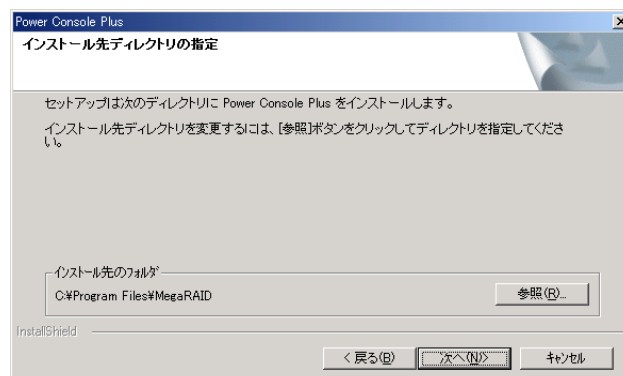 Power Console Plus
インストール先ディレクトリの指定
セットアップは次のディレクトリに Power Console Plus をインストールします。
インストール先ディレクトリを変更するには、[参照]ボタンをクリックしてディレクトリを指定してくださ
い。
インストール先のフォルダ
C:¥Program Files¥MegaRAID
参照(R)...
InstallShield
< 戻る(B)
次へ(N)>
キャンセル